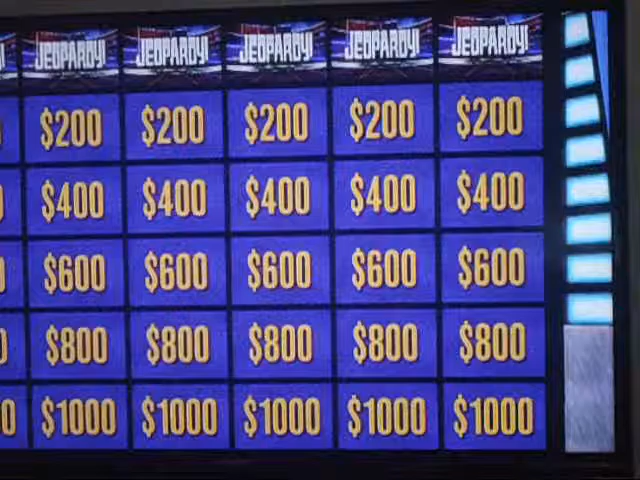 JEOPARDY! JEOPARDY! JEOPARDY! JEOPARDY! JEOPARDY!
$200 $200 $200 $200 $200
$400 $400 $400 $400 $400
$600 $600 $600 $600 $600
$800 $800 $800 $800 $800
$1000 $1000 $1000 $1000 $1000